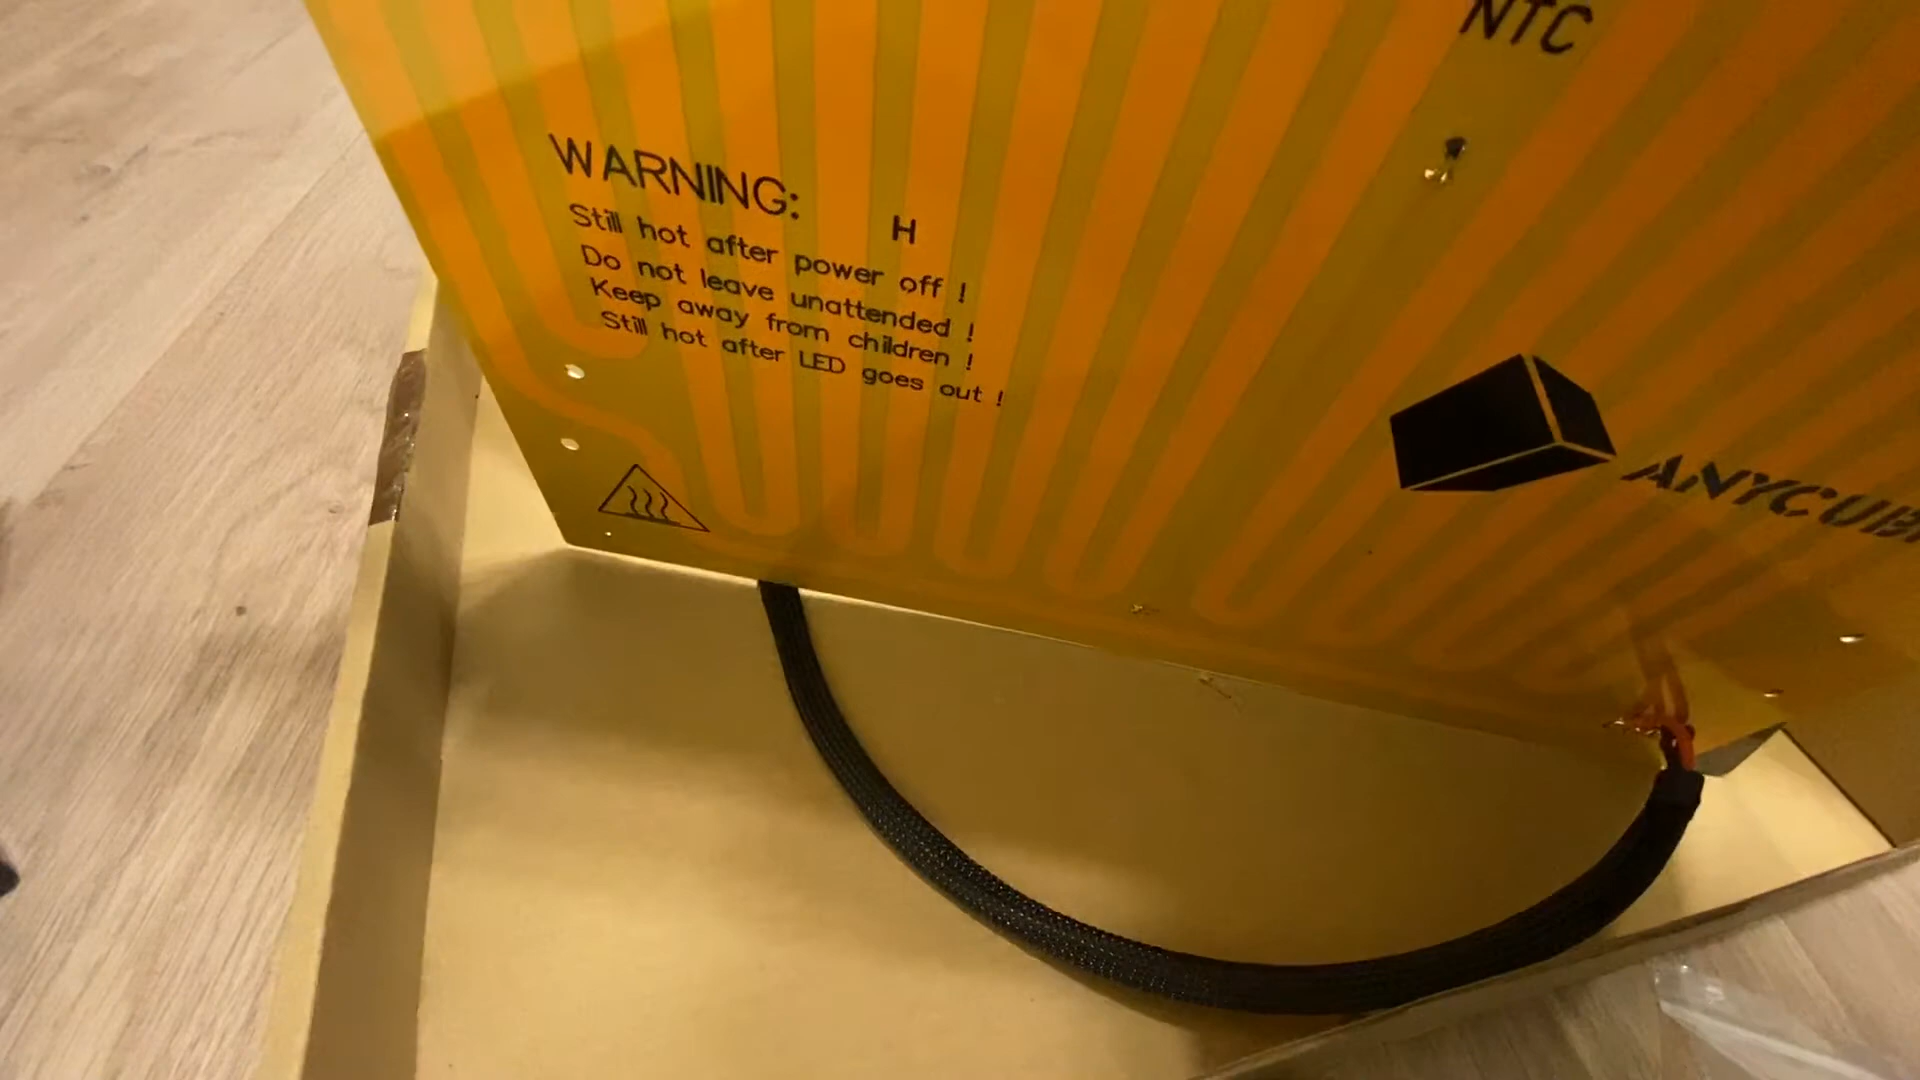 NTC
WARNING:
H
Still hot after power off !
Do not leave unattended !
Keep away from children !
Still hot after LED goes out !
ANYCUBI